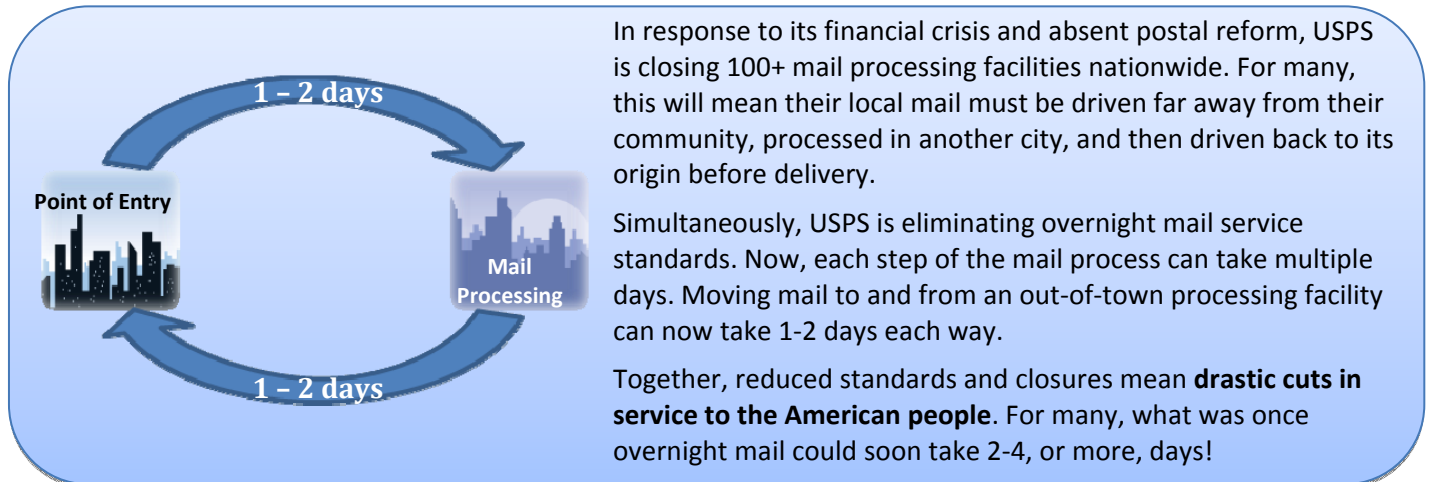 1 – 2 days
Point of Entry
Mail
Processing
1 – 2 days
In response to its financial crisis and absent postal reform, USPS
is closing 100+ mail processing facilities nationwide. For many,
this will mean their local mail must be driven far away from their
community, processed in another city, and then driven back to its
origin before delivery.
Simultaneously, USPS is eliminating overnight mail service
standards. Now, each step of the mail process can take multiple
days. Moving mail to and from an out-of-town processing facility
can now take 1-2 days each way.
Together, reduced standards and closures mean drastic cuts in
service to the American people. For many, what was once
overnight mail could soon take 2-4, or more, days!